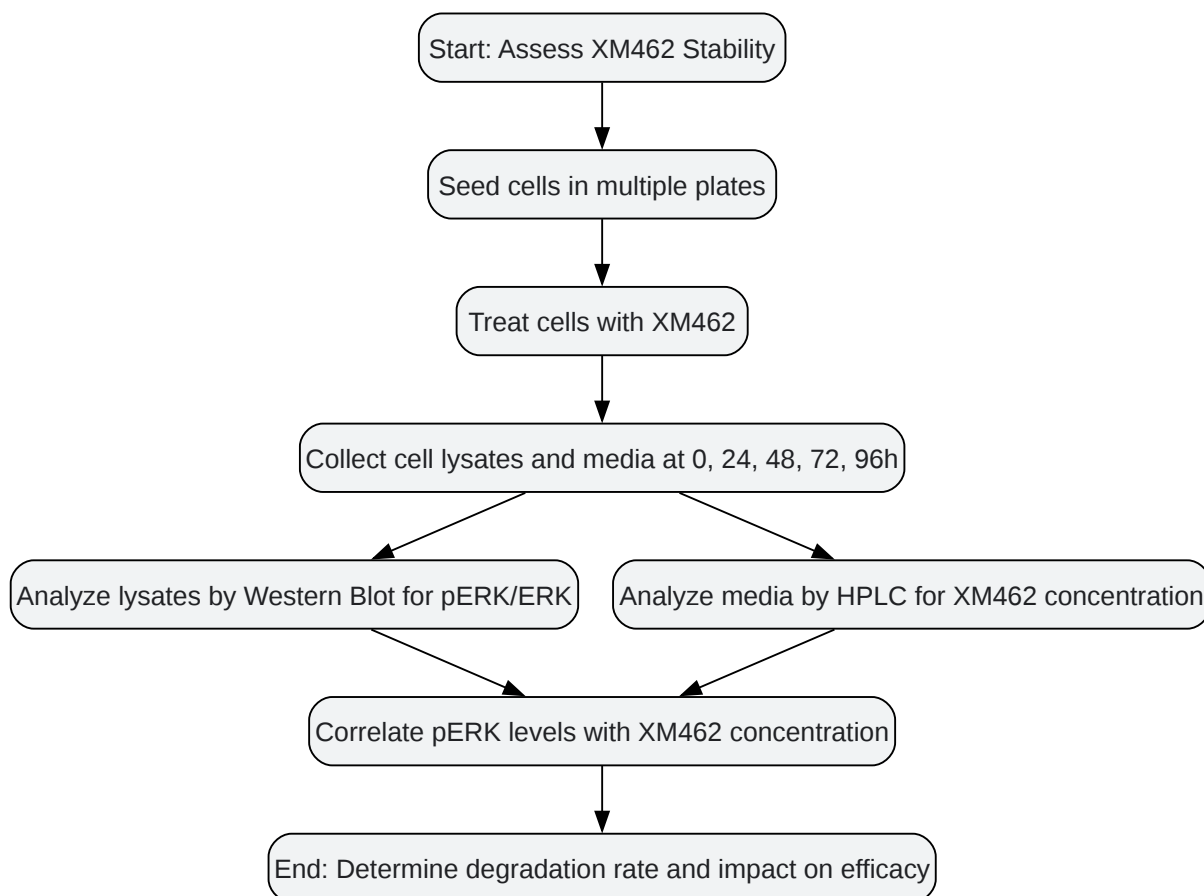 Start: Assess XM462 Stability
Seed cells in multiple plates
Treat cells with XM462
Collect cell lysates and media at 0, 24, 48, 72, 96h
Analyze lysates by Western Blot for pERK/ERK
Analyze media by HPLC for XM462 concentration
Correlate pERK levels with XM462 concentration
End: Determine degradation rate and impact on efficacy